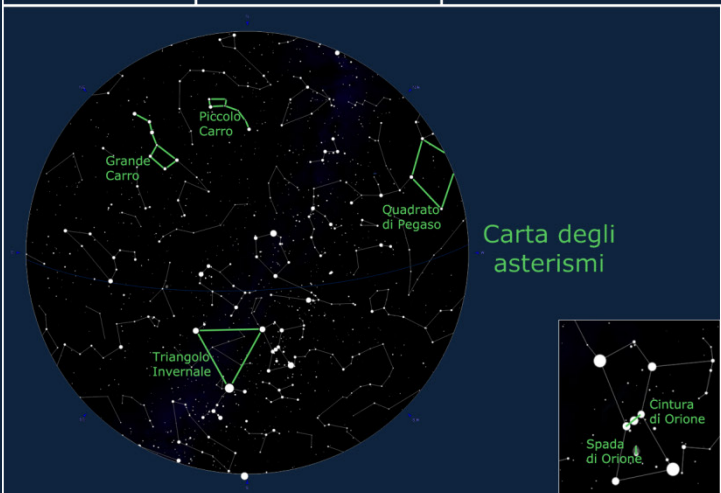 Piccolo
Carro
Grande
Carro
Quadrato
di Pegaso
Carta degli
asterismi
Triangolo
Invernale
Cintura
di Orione
Spada
di Orione